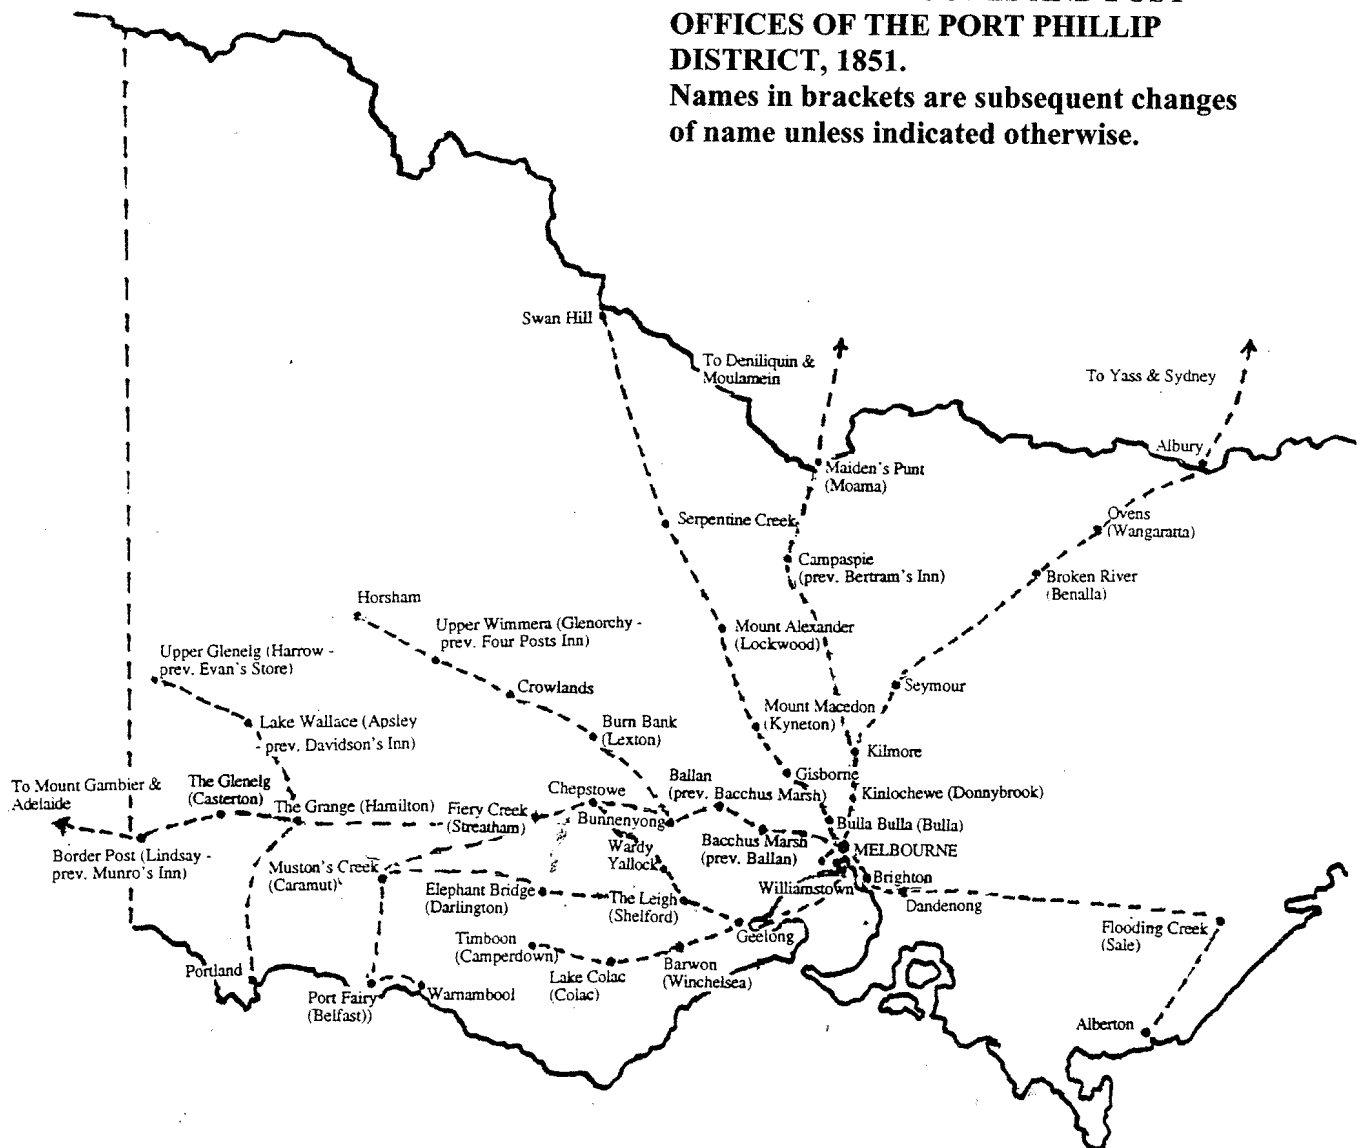 OFFICES OF THE PORT PHILLIP
DISTRICT, 1851.
Names in brackets are subsequent changes
of name unless indicated otherwise.
Swan Hill
To Deniliquin &
Moulamein
To Yass & Sydney
Albury
Maiden's Punt
(Moama)
Serpentine Creek
Ovens
(Wangaratta)
Campaspie
(prev. Bertram's Inn)
Broken River
(Benalla)
Horsham
Upper Wimmera (Glenorchy -
prev. Four Posts Inn)
Mount Alexander
(Lockwood)
Upper Glenelg (Harrow -
prev. Evan's Store)
Crowlands
Seymour
Lake Wallace (Apsley
- prev. Davidson's Inn)
Burn Bank
(Lexton)
Mount Macedon
(Kyneton)
Kilmore
To Mount Gambier &
Adelaide
The Glenelg
(Casterton)
The Grange (Hamilton)
Fiery Creek
(Streatham)
Chepstowe
Bunnenyong
Ballan
(prev. Bacchus Marsh)
Gisborne
Kinlochewe (Donnybrook)
Bulla Bulla (Bulla)
Border Post (Lindsay -
prev. Munro's Inn)
Muston's Creek
(Caramut)
Wardy
Yallock
Bacchus Marsh
(prev. Ballan)
MELBOURNE
Elephant Bridge
(Darlington)
The Leigh
(Shelford)
Williamstown
Brighton
Dandenong
Flooding Creek
(Sale)
Timboon
(Camperdown)
Geelong
Portland
Lake Colac
(Colac)
Barwon
(Winchelsea)
Port Fairy
(Belfast))
Warnambool
Alberton